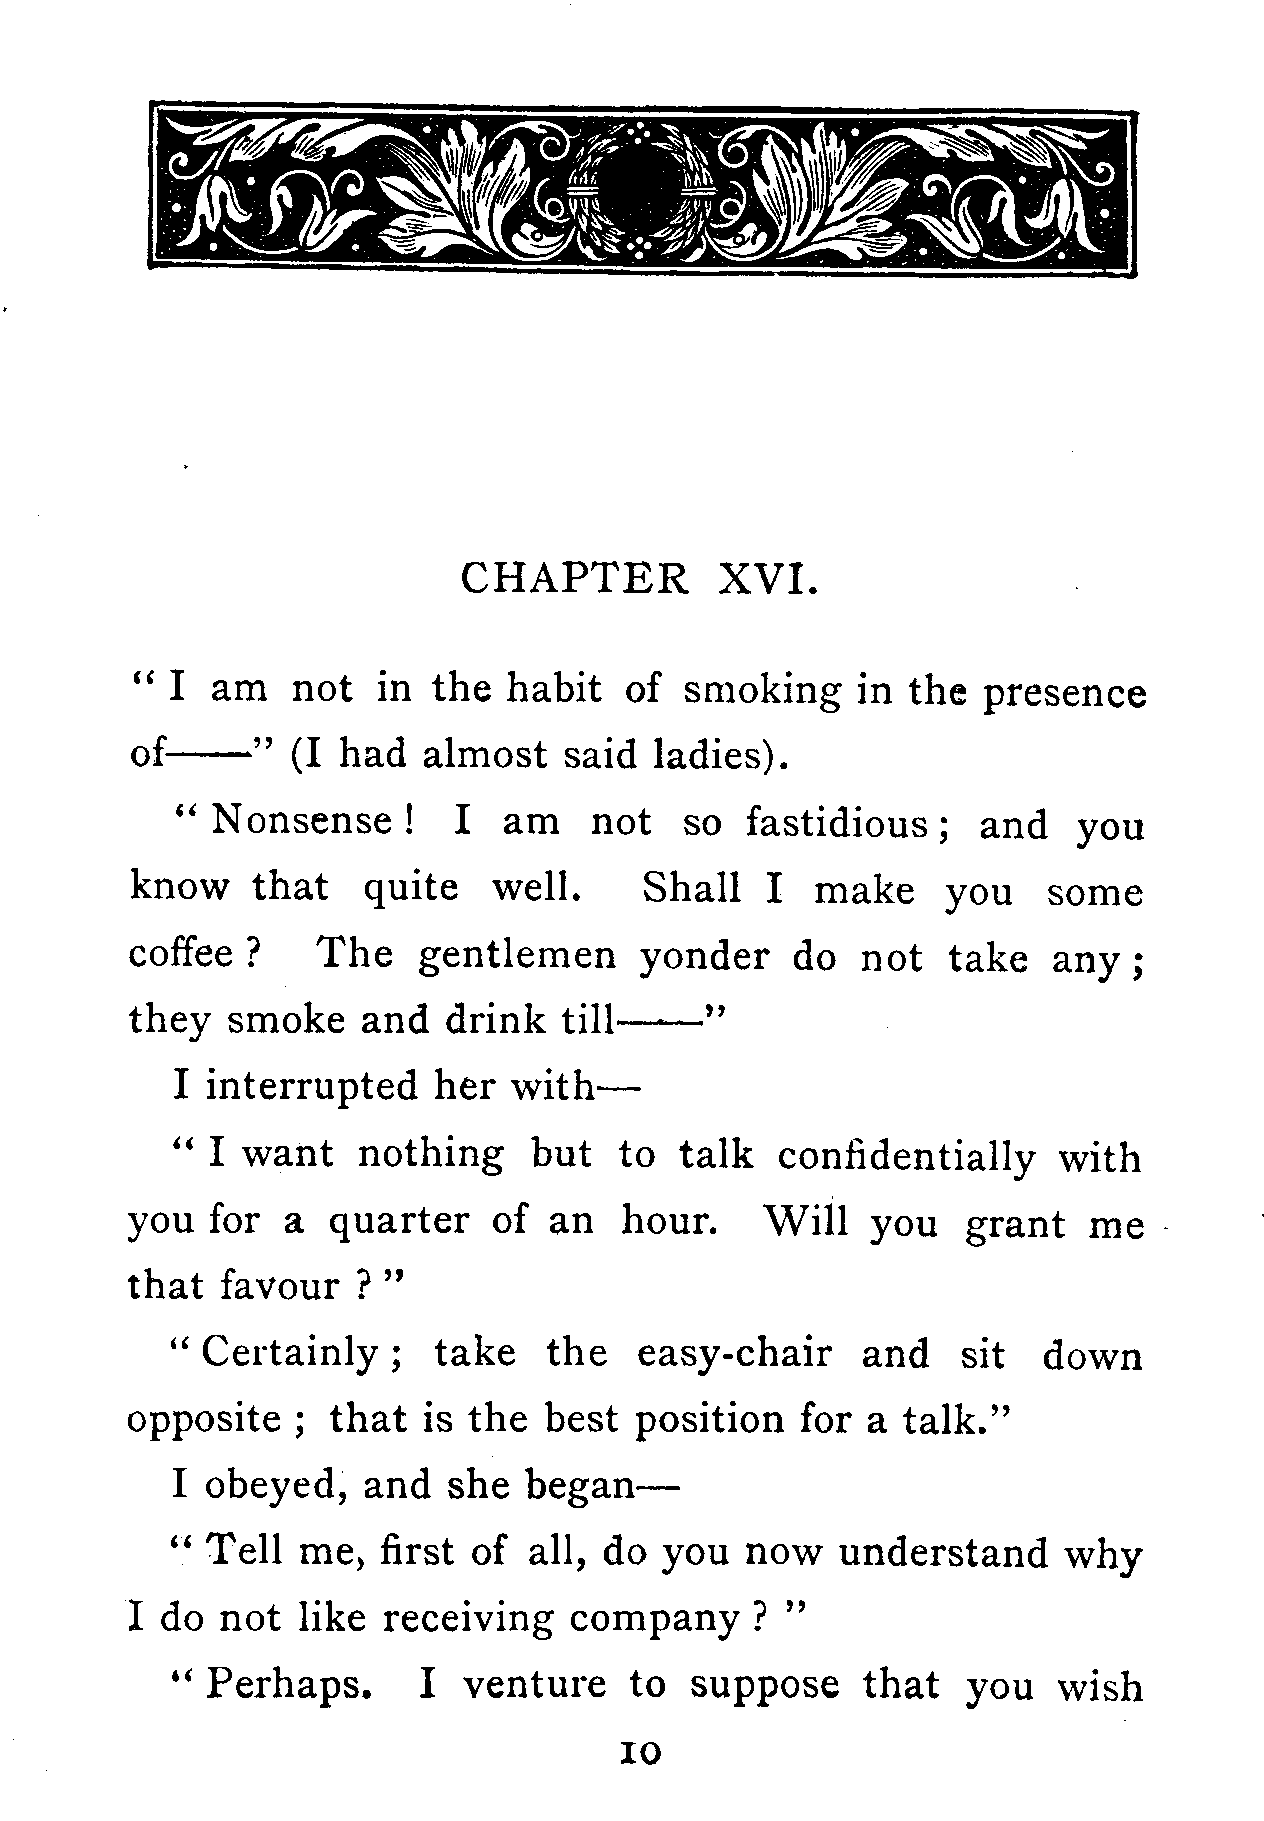 CHAPTER XVI.
“ I am not in the habit of smoking in the presence
of——” (I had almost said ladies).
“ Nonsense ! I am not so fastidious ; and you
know that quite well. Shall I make you some
coffee ? The gentlemen yonder do not take any ;
they smoke and drink till——”
I interrupted her with—
“ I want nothing but to talk confidentially with
you for a quarter of an hour. Will you grant me
that favour ? ”
“ Certainly ; take the easy-chair and sit down
opposite ; that is the best position for a talk.”
I obeyed, and she began—
“ Tell me, first of all, do you now understand why
I do not like receiving company ? ”
“ Perhaps. I venture to suppose that you wish
10